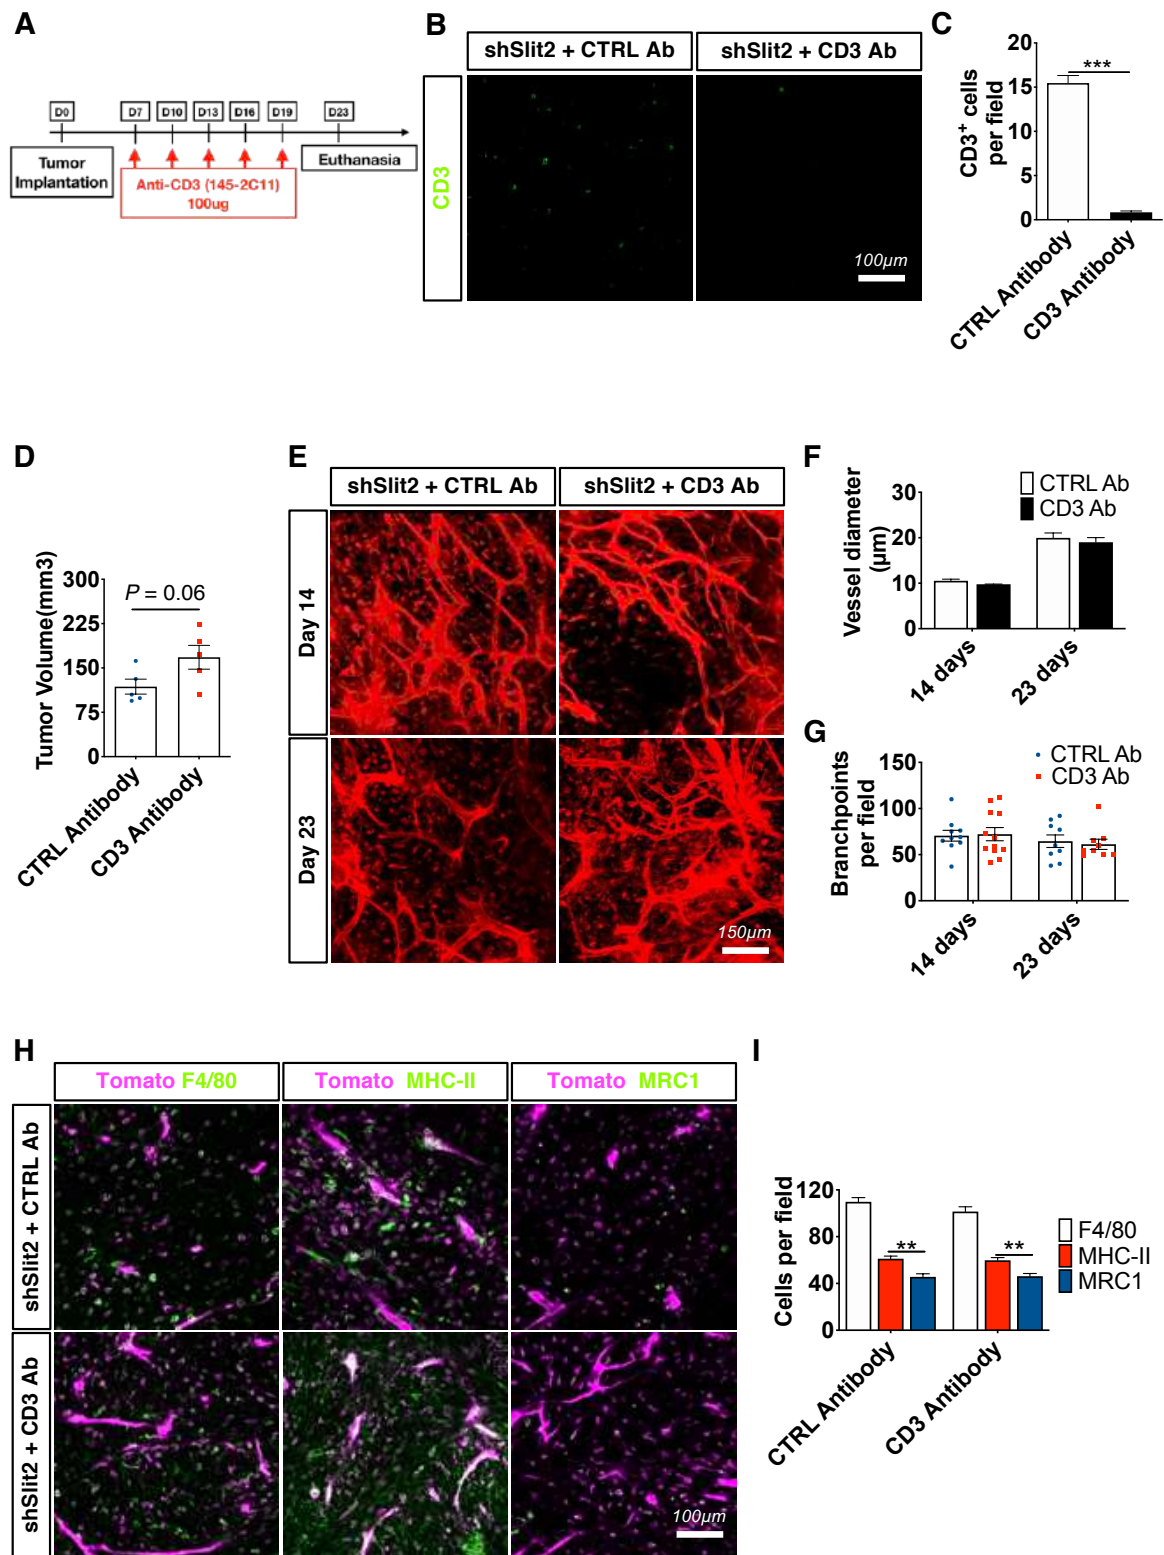 A
D0
D7
D10
D13
D16
D19
D23
Tumor
Implantation
Anti-CD3 (145-2C11)
100ug
Euthanasia
B
shSlit2 + CTRL Ab
shSlit2 + CD3 Ab
CD3
100μm
C
20
15
10
5
0
CD3+ cells
per field
***
CTRL Antibody
CD3 Antibody
D
Tumor Volume(mm3)
300
225
150
75
0
P = 0.06
CTRL Antibody
CD3 Antibody
E
shSlit2 + CTRL Ab
shSlit2 + CD3 Ab
Day 14
Day 23
150μm
F
Vessel diameter
(μm)
30
20
10
0
CTRL Ab
CD3 Ab
14 days
23 days
G
Branchpoints
per field
150
100
50
0
CTRL Ab
CD3 Ab
14 days
23 days
H
Tomato F4/80
Tomato MHC-II
Tomato MRC1
shSlit2 + CTRL Ab
shSlit2 + CD3 Ab
100μm
I
Cells per field
120
80
40
0
**
**
F4/80
MHC-II
MRC1
CTRL Antibody
CD3 Antibody